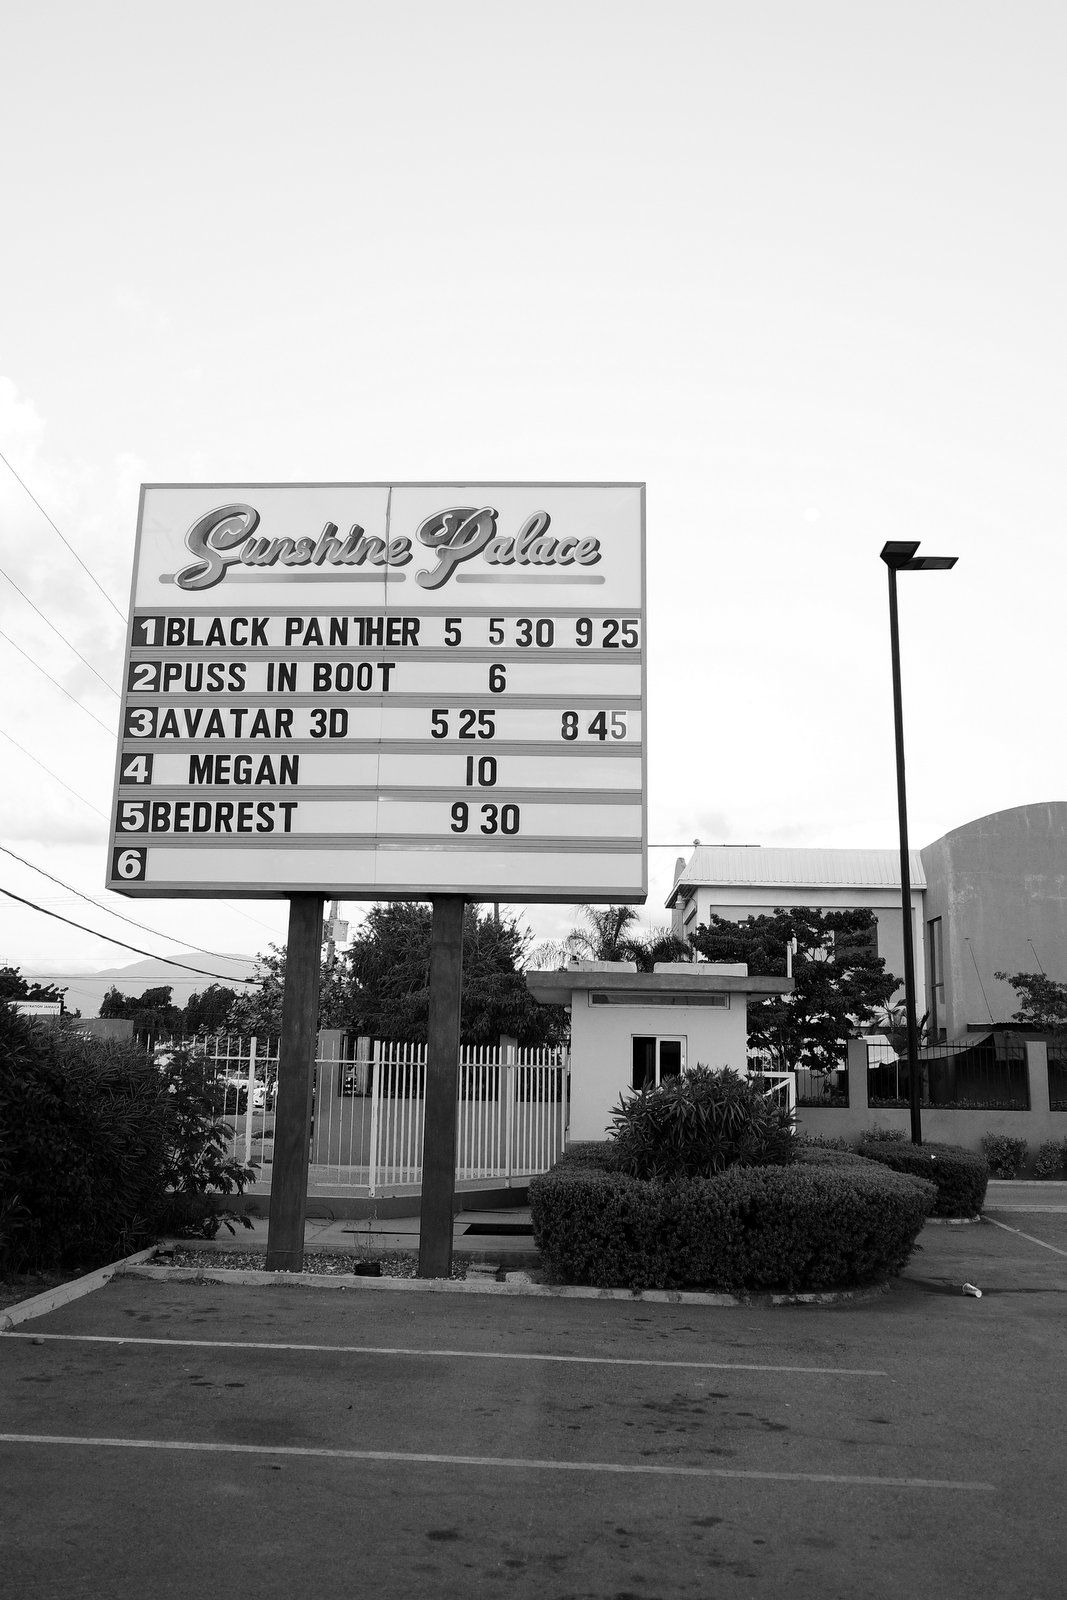 Sunshine Palace
1 BLACK PANTHER 5 5 30 9 25
2 PUSS IN BOOT 6
3 AVATAR 3D 5 25 8 45
4 MEGAN 10
5 BEDREST 9 30
6